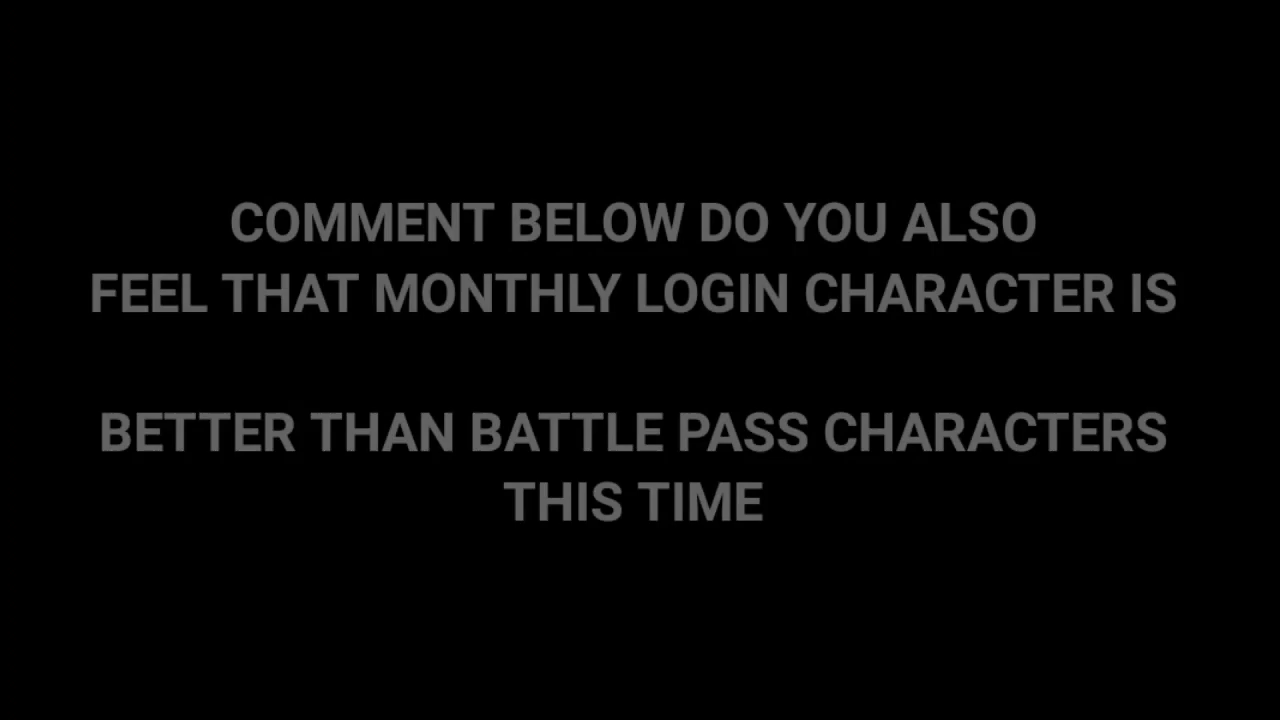 COMMENT BELOW DO YOU ALSO
FEEL THAT MONTHLY LOGIN CHARACTER IS
BETTER THAN BATTLE PASS CHARACTERS
THIS TIME